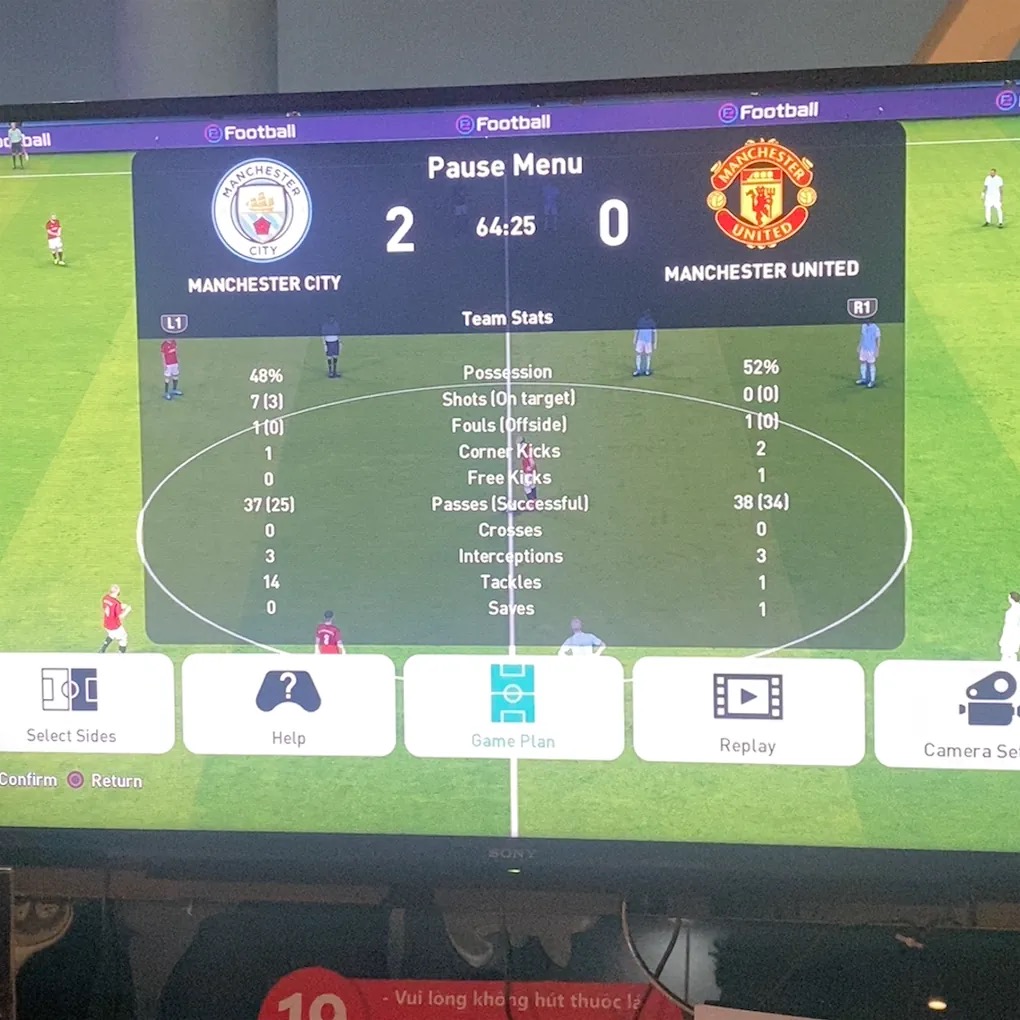 eFootball
eFootball
eFootball
Pause Menu
MANCHESTER CITY
2
64:25
0
MANCHESTER UNITED
MANCHESTER CITY
MANCHESTER UNITED
L1
Team Stats
R1
48% Possession 52%
7 (3) Shots (On target) 0 (0)
1 (0) Fouls (Offside) 1 (0)
1 Corner Kicks 2
0 Free Kicks 1
37 (25) Passes (Successful) 38 (34)
0 Crosses 0
3 Interceptions 3
14 Tackles 1
0 Saves 1
Select Sides
Help
Game Plan
Replay
Camera
Confirm Return
SONY
19
- Vui lòng không hút thuốc lá